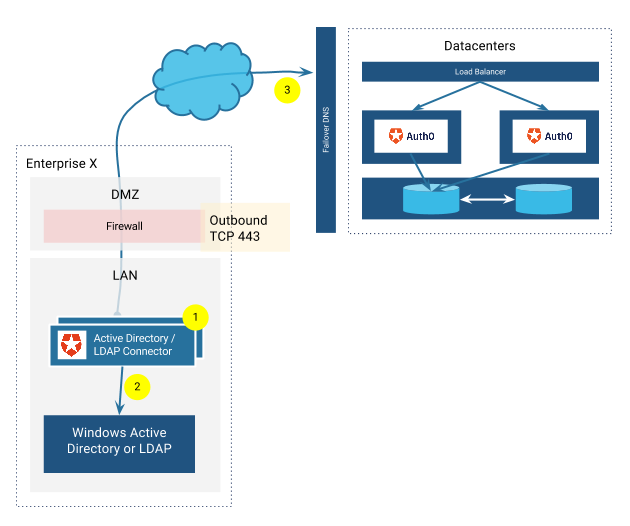 Datacenters
Load Balancer
Auth0
Auth0
Failover DNS
3
Enterprise X
DMZ
Firewall
Outbound
TCP 443
LAN
1
Active Directory /
LDAP Connector
2
Windows Active
Directory or LDAP